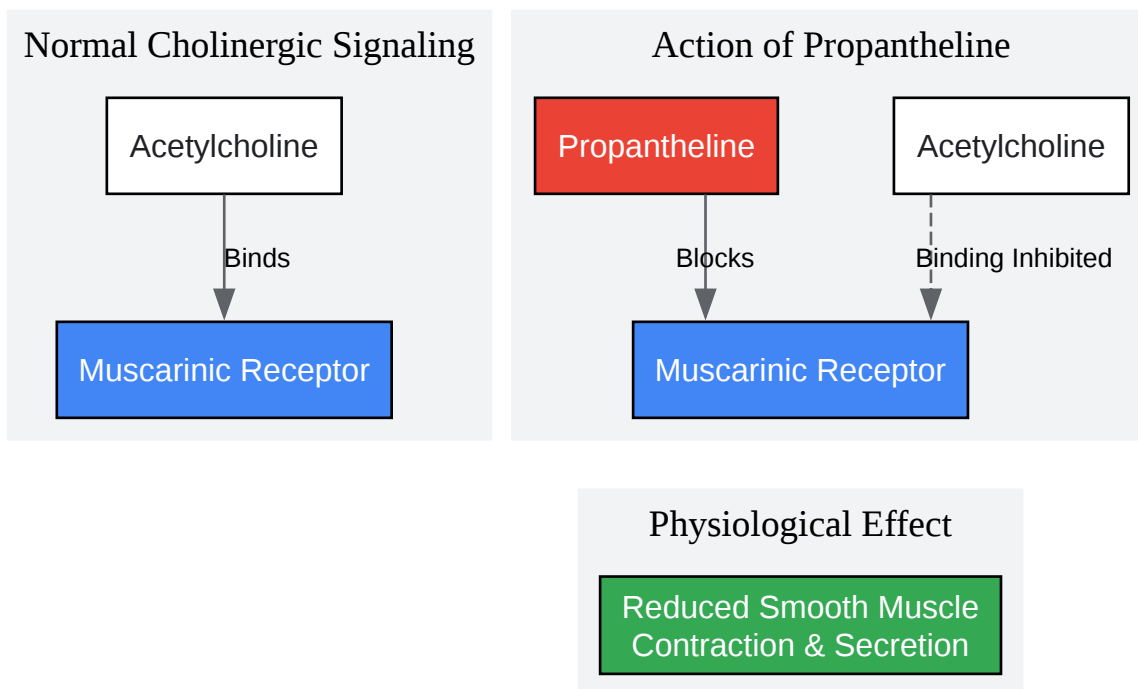 Normal Cholinergic Signaling
Acetylcholine
Binds
Muscarinic Receptor
Action of Propantheline
Propantheline
Acetylcholine
Blocks
Binding Inhibited
Muscarinic Receptor
Physiological Effect
Reduced Smooth Muscle
Contraction & Secretion